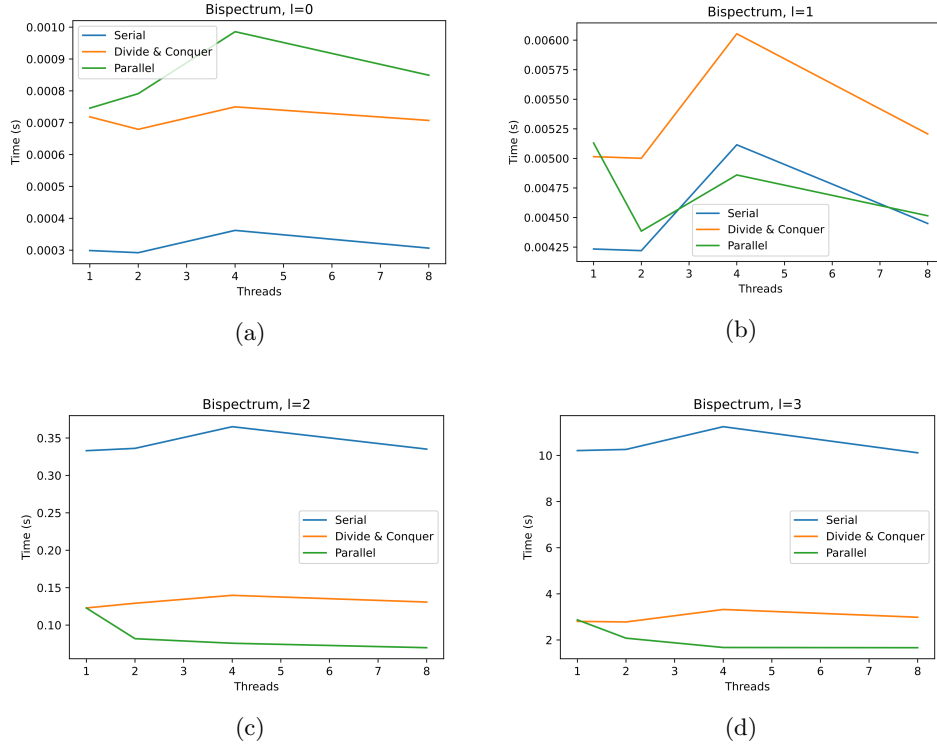 Bispectrum, l=0
0.0010
0.0009
0.0008
0.0007
0.0006
0.0005
0.0004
0.0003
Time (s)
Serial
Divide & Conquer
Parallel
1 2 3 4 5 6 7 8
Threads
(a)
Bispectrum, l=1
0.00600
0.00575
0.00550
0.00525
0.00500
0.00475
0.00450
0.00425
Time (s)
Serial
Divide & Conquer
Parallel
1 2 3 4 5 6 7 8
Threads
(b)
Bispectrum, l=2
0.35
0.30
0.25
0.20
0.15
0.10
Time (s)
Serial
Divide & Conquer
Parallel
1 2 3 4 5 6 7 8
Threads
(c)
Bispectrum, l=3
10
8
6
4
2
Time (s)
Serial
Divide & Conquer
Parallel
1 2 3 4 5 6 7 8
Threads
(d)